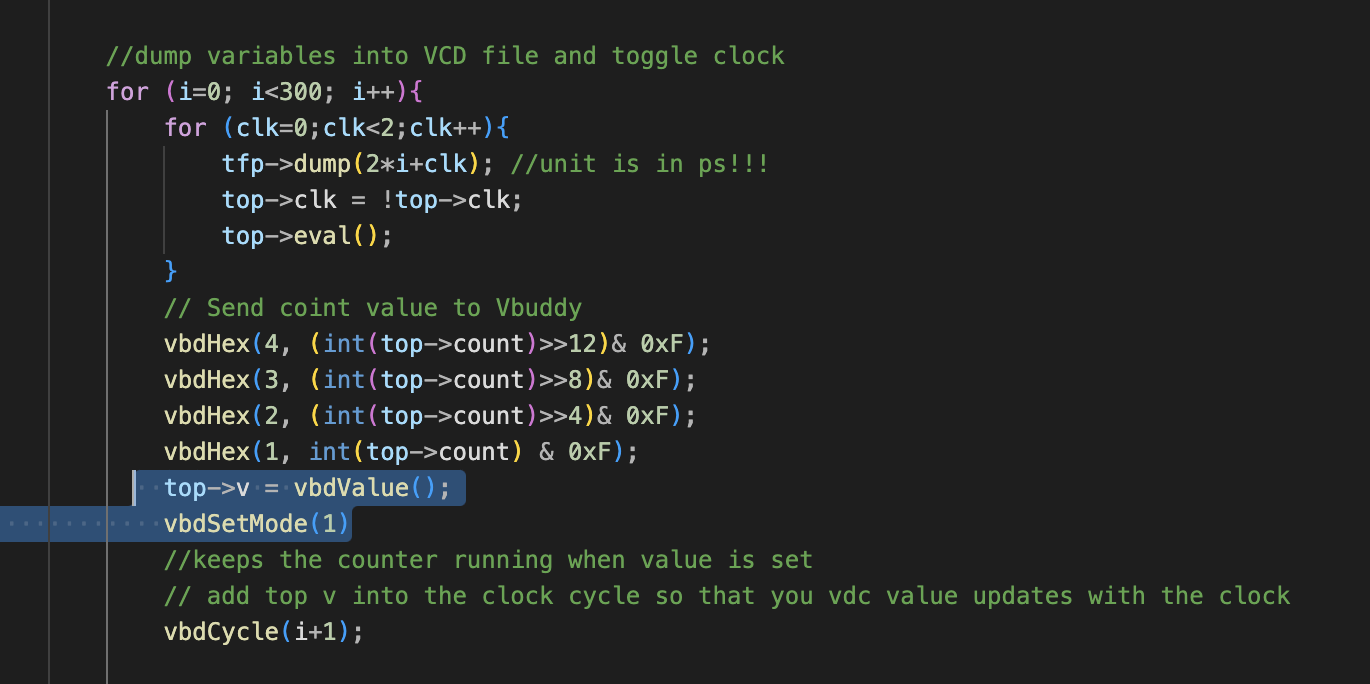 //dump variables into VCD file and toggle clock
for (i=0; i<300; i++){
for (clk=0;clk<2;clk++){
tfp->dump(2*i+clk); //unit is in ps!!!
top->clk = !top->clk;
top->eval();
}
// Send coint value to Vbuddy
vbdHex(4, (int(top->count)>>12)& 0xF);
vbdHex(3, (int(top->count)>>8)& 0xF);
vbdHex(2, (int(top->count)>>4)& 0xF);
vbdHex(1, int(top->count) & 0xF);
top->v = vbdValue();
vbdSetMode(1)
//keeps the counter running when value is set
// add top v into the clock cycle so that you vdc value updates with the clock
vbdCycle(i+1);